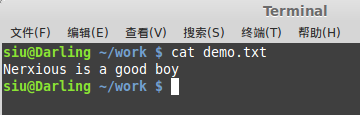 Terminal
文件(F) 编辑(E) 查看(V) 搜索(S) 终端(T) 帮助(H)
siu@Darling ~/work $ cat demo.txt
Nerxious is a good boy
siu@Darling ~/work $